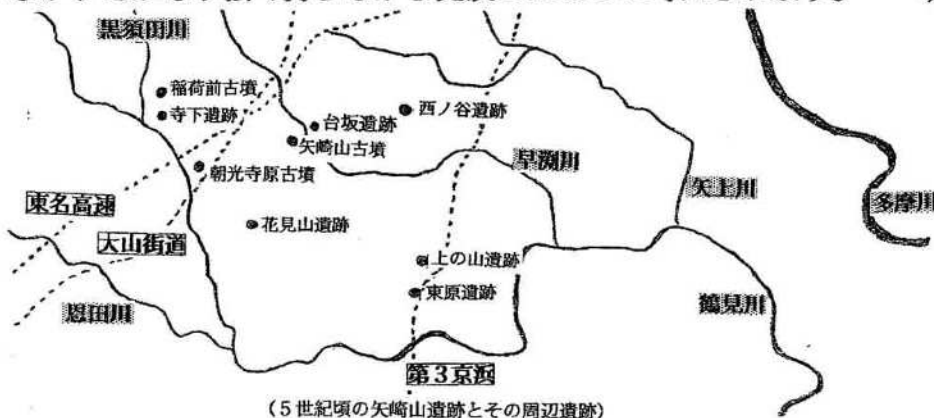 黒須田川
稲荷前古墳
寺下遺跡
台坂遺跡
西ノ谷遺跡
矢崎山古墳
早渕川
朝光寺原古墳
矢上川
東名高速
多摩川
花見山遺跡
大山街道
上の山遺跡
東原遺跡
恩田川
鶴見川
第3京浜
(5世紀頃の矢崎山遺跡とその周辺遺跡)